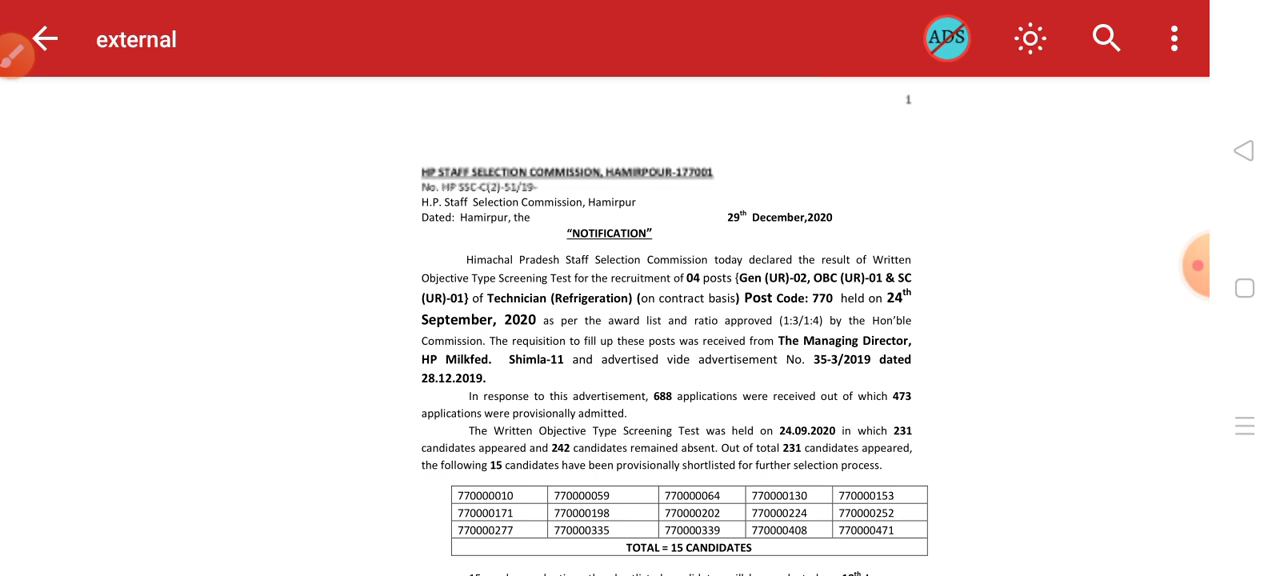 external
ADS
1
HP STAFF SELECTION COMMISSION, HAMIRPOUR-177001
No. HP SSC-C(2)-51/19-
H.P. Staff Selection Commission, Hamirpur
Dated: Hamirpur, the 29th December,2020
“NOTIFICATION”
Himachal Pradesh Staff Selection Commission today declared the result of Written
Objective Type Screening Test for the recruitment of 04 posts {Gen (UR)-02, OBC (UR)-01 & SC
(UR)-01} of Technician (Refrigeration) (on contract basis) Post Code: 770 held on 24th
September, 2020 as per the award list and ratio approved (1:3/1:4) by the Hon’ble
Commission. The requisition to fill up these posts was received from The Managing Director,
HP Milkfed. Shimla-11 and advertised vide advertisement No. 35-3/2019 dated
28.12.2019.
In response to this advertisement, 688 applications were received out of which 473
applications were provisionally admitted.
The Written Objective Type Screening Test was held on 24.09.2020 in which 231
candidates appeared and 242 candidates remained absent. Out of total 231 candidates appeared,
the following 15 candidates have been provisionally shortlisted for further selection process.
770000010 770000059 770000064 770000130 770000153
770000171 770000198 770000202 770000224 770000252
770000277 770000335 770000339 770000408 770000471
TOTAL = 15 CANDIDATES